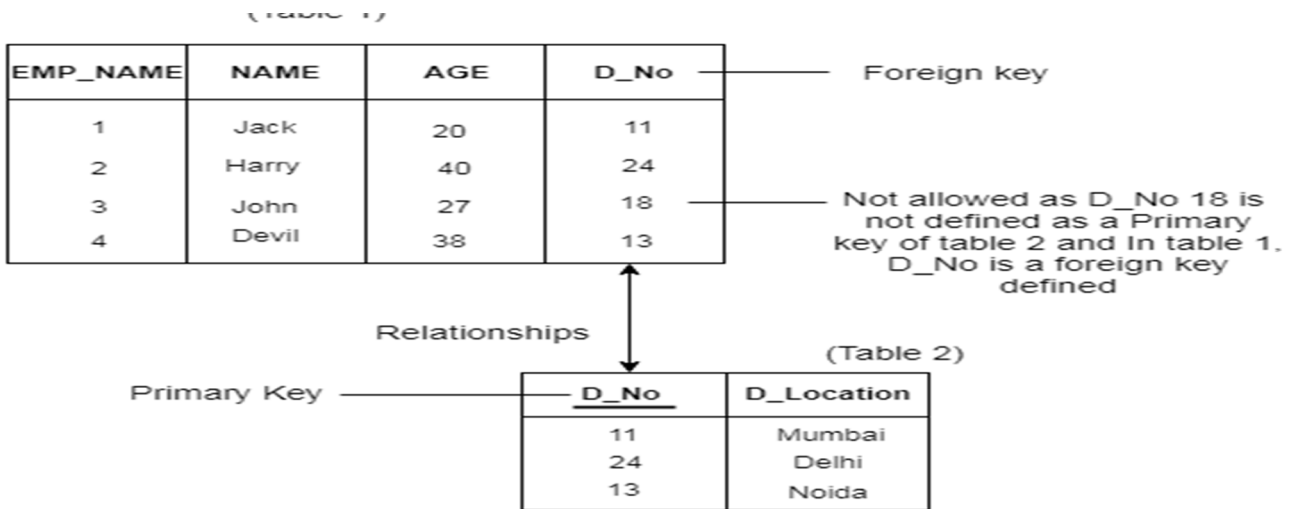 (Table 1)
EMP_NAME NAME AGE D_No Foreign key
1 Jack 20 11
2 Harry 40 24
3 John 27 18
4 Devil 38 13
Not allowed as D_No 18 is
not defined as a Primary
key of table 2 and In table 1,
D_No is a foreign key
defined
Relationships
(Table 2)
Primary Key D_No D_Location
11 Mumbai
24 Delhi
13 Noida